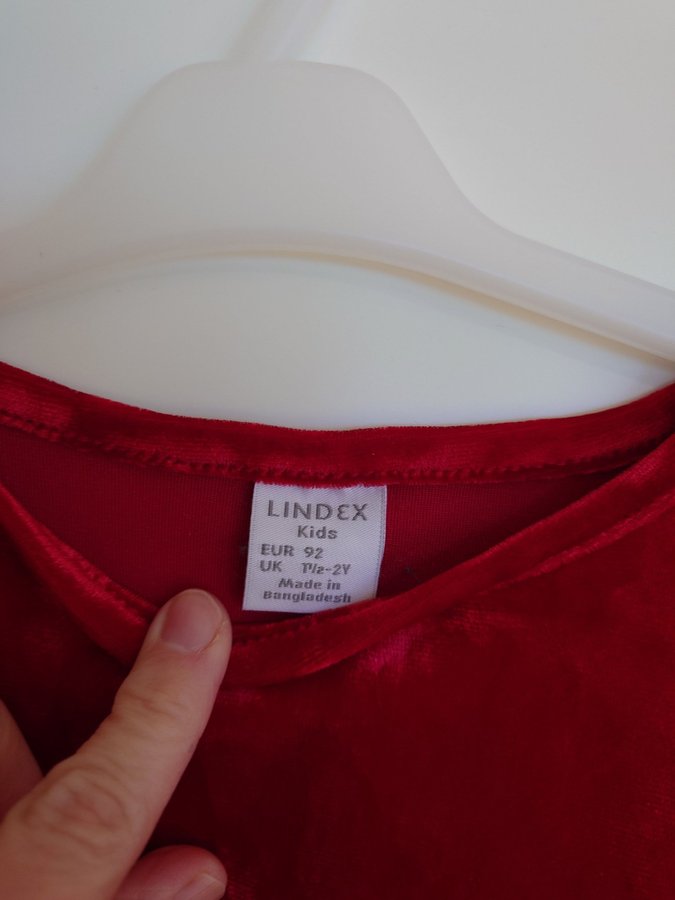 LINDEX
Kids
EUR 92
UK 1½-2Y
Made in
Bangladesh